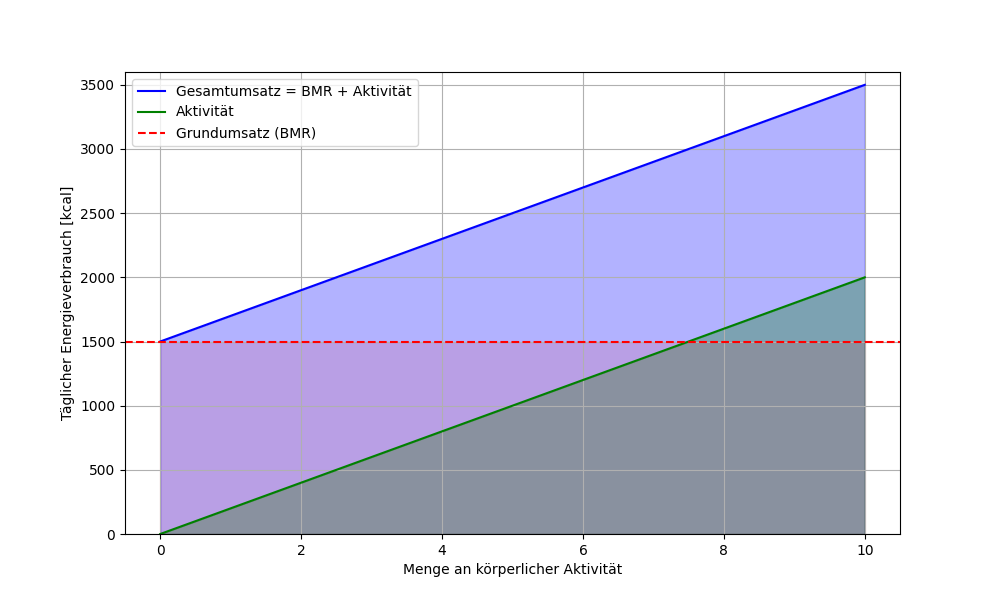 Gesamtumsatz = BMR + Aktivität
Aktivität
Grundumsatz (BMR)
Täglicher Energieverbrauch [kcal]
3500
3000
2500
2000
1500
1000
500
0
0 2 4 6 8 10
Menge an körperlicher Aktivität